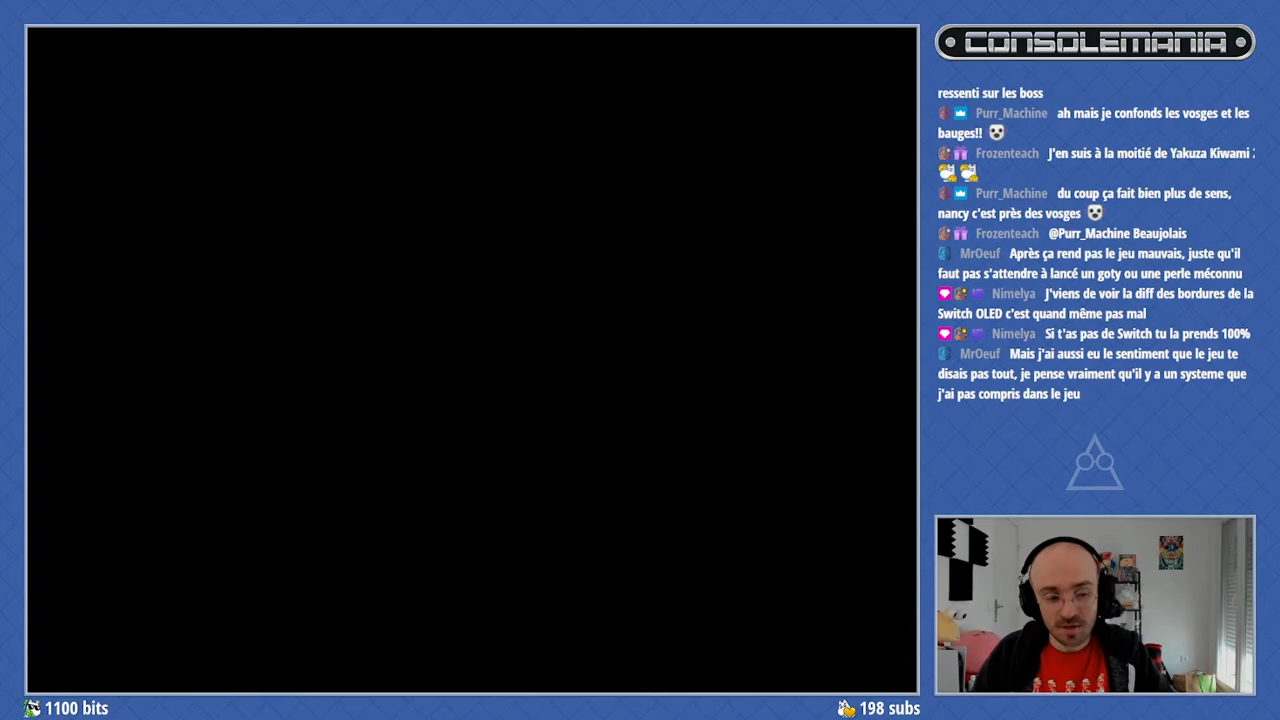 CONSOLEMANIA
ressenti sur les boss
Purr_Machine ah mais je confonds les vosges et les
bauges!!
Frozenteach J'en suis à la moitié de Yakuza Kiwami 2
Purr_Machine du coup ça fait bien plus de sens,
nancy c'est près des vosges
Frozenteach @Purr_Machine Beaujolais
MrOeuf Après ça rend pas le jeu mauvais, juste qu'il
faut pas s'attendre à lancé un goty ou une perle méconnu
Nimelya J'viens de voir la diff des bordures de la
Switch OLED c'est quand même pas mal
Nimelya Si t'as pas de Switch tu la prends 100%
MrOeuf Mais j'ai aussi eu le sentiment que le jeu te
disais pas tout, je pense vraiment qu'il y a un systeme que
j'ai pas compris dans le jeu
1100 bits
198 subs